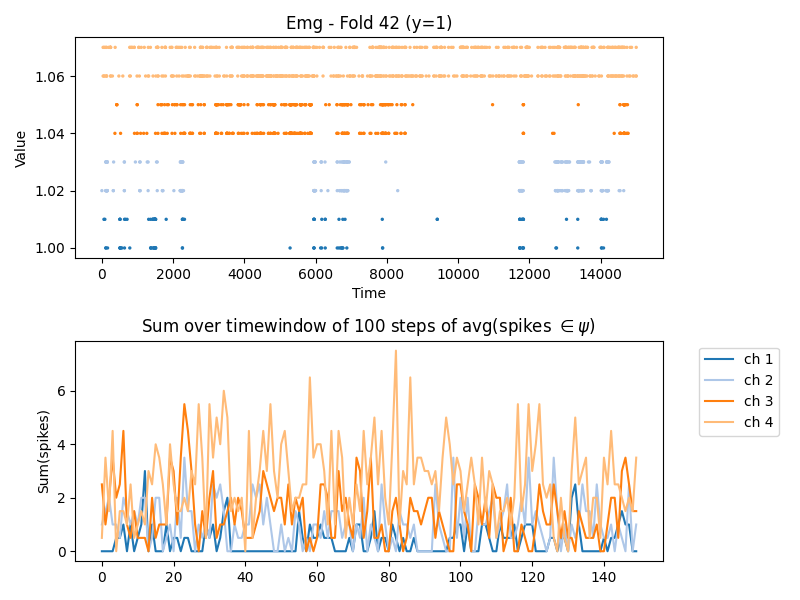 Emg - Fold 42 (y=1)
Value
1.06
1.04
1.02
1.00
0 2000 4000 6000 8000 10000 12000 14000
Time
Sum over timewindow of 100 steps of avg(spikes ∈ ψ)
Sum(spikes)
6
4
2
0
0 20 40 60 80 100 120 140
ch 1
ch 2
ch 3
ch 4